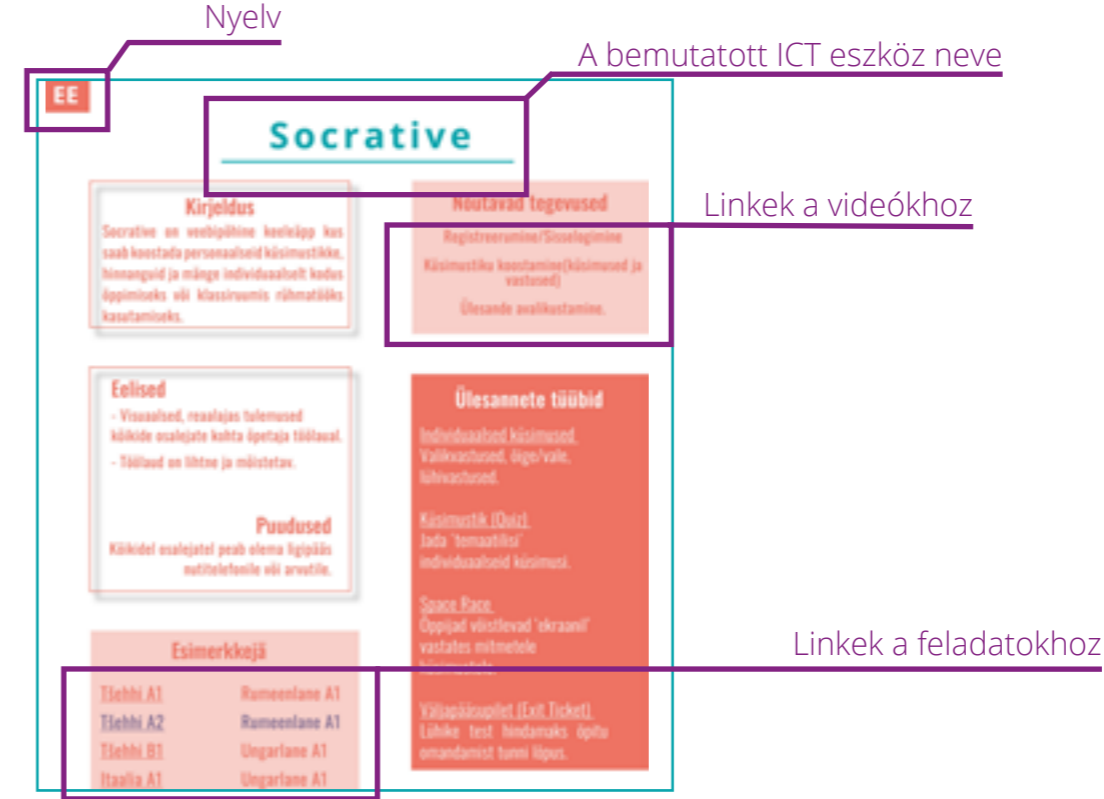 Nyelv
A bemutatott ICT eszköz neve
EE
Socrative
Linkek a videókhoz
Kirjeldus
Socrative on veebipõhine keeleäpp kus
saab koostada personaalseid küsimustikke,
hinnanguid ja mänge individuaalselt kodus
õppimiseks või klassiruumis rühmatööks
kasutamiseks.
Nõutavad tegevused
Registreerumine/Sisselogimine
Küsimustiku koostamine(küsimused ja
vastused)
Ülesande avalikustamine.
Eelised
- Visuaalsed, reaalajas tulemused
kõikide osalejate kohta õpetaja töölaual.
- Töölaud on lihtne ja mõistetav.
Puudused
Kõikidel osalejatel peab olema ligipääs
nutitelefonile või arvutile.
Ülesannete tüübid
Individuaalsed küsimused
Valikvastused, õige/vale,
lühivastused.
Küsimustik (Quiz)
Jada 'temaatilisi'
individuaalseid küsimusi.
Space Race
Õppijad võistlevad 'ekraanil'
vastates mitmetele
küsimustele.
Väljapääsupilet (Exit Ticket)
Lühike test hindamaks õpitu
omandamist tunni lõpus.
Linkek a feladatokhoz
Esimerkkejä
Tšehhi A1 Rumeenlane A1
Tšehhi A2 Rumeenlane A1
Tšehhi B1 Ungarlane A1
Itaalia A1 Ungarlane A1